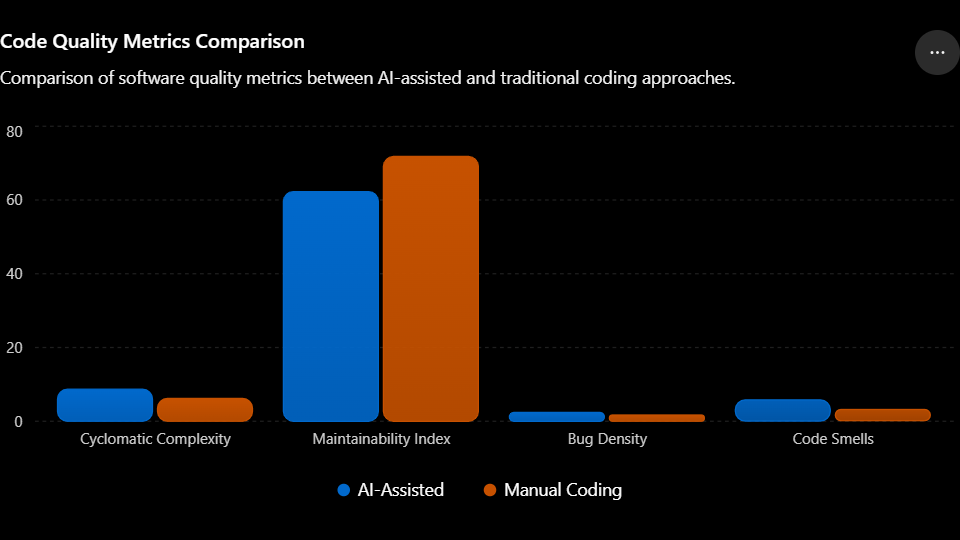 Code Quality Metrics Comparison
...
Comparison of software quality metrics between AI-assisted and traditional coding approaches.
80
60
40
20
0
Cyclomatic Complexity Maintainability Index Bug Density Code Smells
AI-Assisted Manual Coding